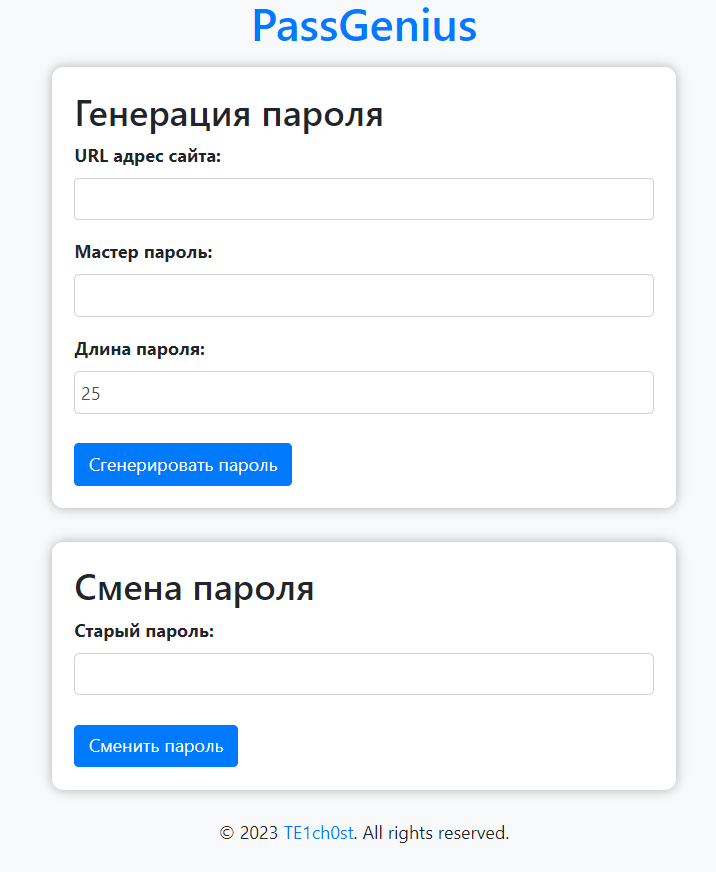 PassGenius
Генерация пароля
URL адрес сайта:
Мастер пароль:
Длина пароля:
25
Сгенерировать пароль
Смена пароля
Старый пароль:
Сменить пароль
© 2023 TE1ch0st. All rights reserved.